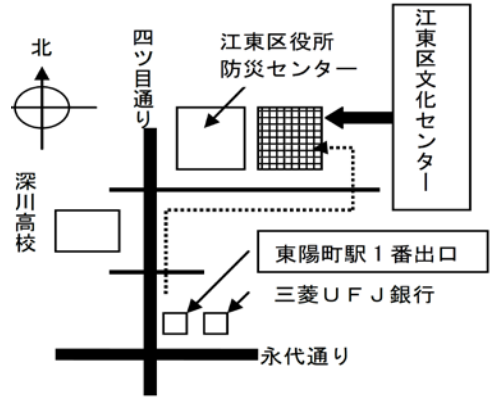 北
四ツ目通り
江東区役所
防災センター
江東区文化センター
深川高校
東陽町駅１番出口
三菱ＵＦＪ銀行
永代通り